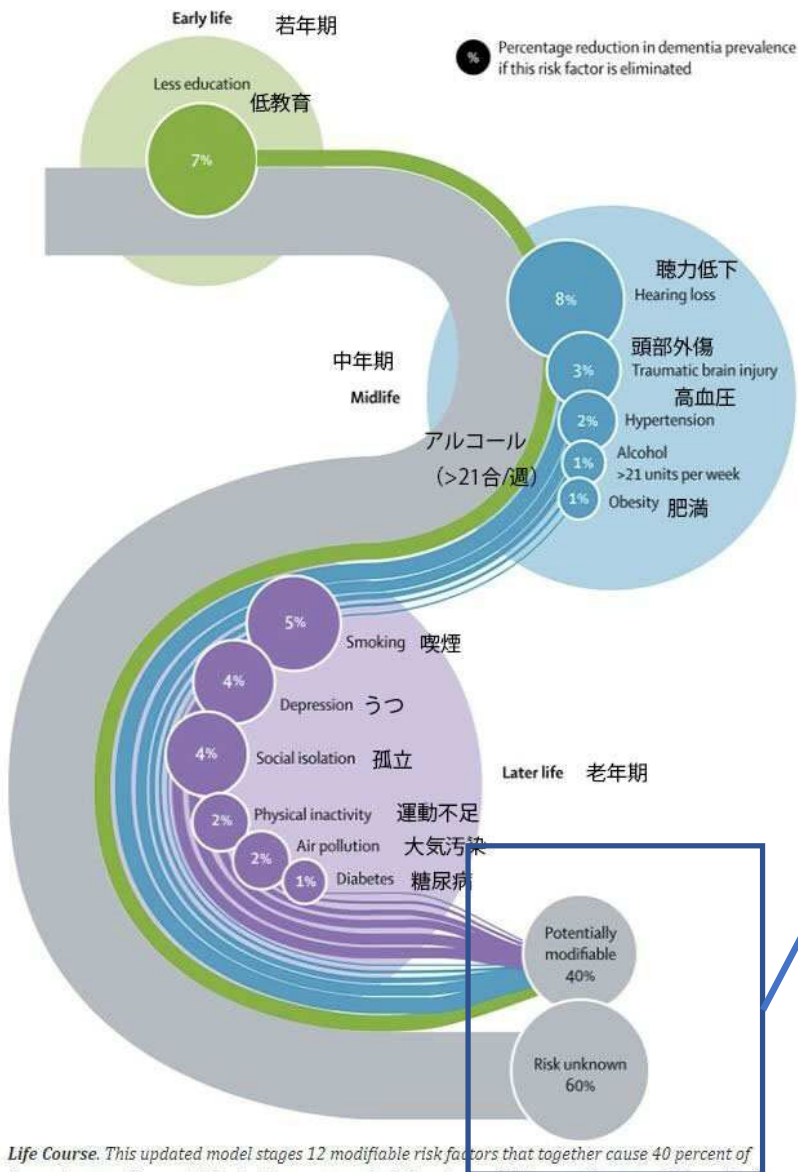 Early life 若年期
% Percentage reduction in dementia prevalence
if this risk factor is eliminated
Less education
低教育
7%
聴力低下
8% Hearing loss
頭部外傷
3% Traumatic brain injury
高血圧
2% Hypertension
中年期
Midlife
アルコール
(>21合/週)
1% Alcohol
>21 units per week
1% Obesity 肥満
5% Smoking 喫煙
4% Depression うつ
4% Social isolation 孤立
Later life 老年期
2% Physical inactivity 運動不足
2% Air pollution 大気汚染
1% Diabetes 糖尿病
Potentially
modifiable
40%
Risk unknown
60%
Life Course. This updated model stages 12 modifiable risk factors that together cause 40 percent of